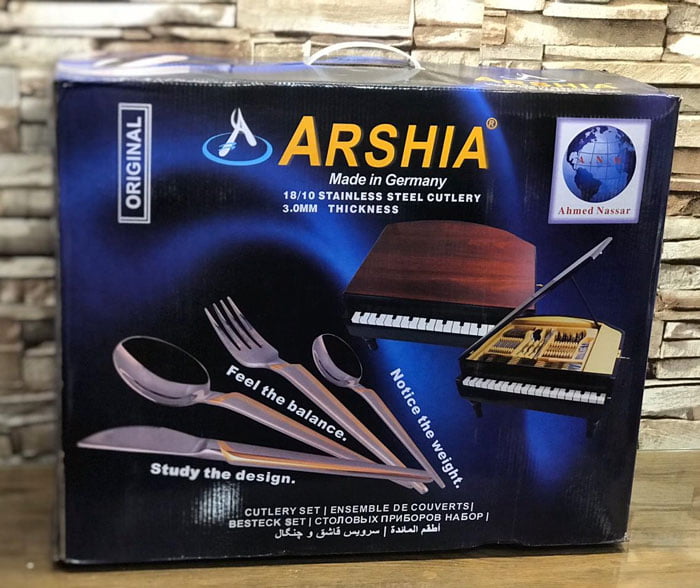 ARSHIA
ORIGINAL
ARSHIA®
Made in Germany
18/10 STAINLESS STEEL CUTLERY
3.0MM THICKNESS
A.N.G
Ahmed Nassar
Feel the balance.
Notice the weight.
Study the design.
CUTLERY SET | ENSEMBLE DE COUVERTS |
BESTECK SET | СТОЛОВЫХ ПРИБОРОВ НАБОР |
أطقم المائدة | سرویس قاشق و چنگال